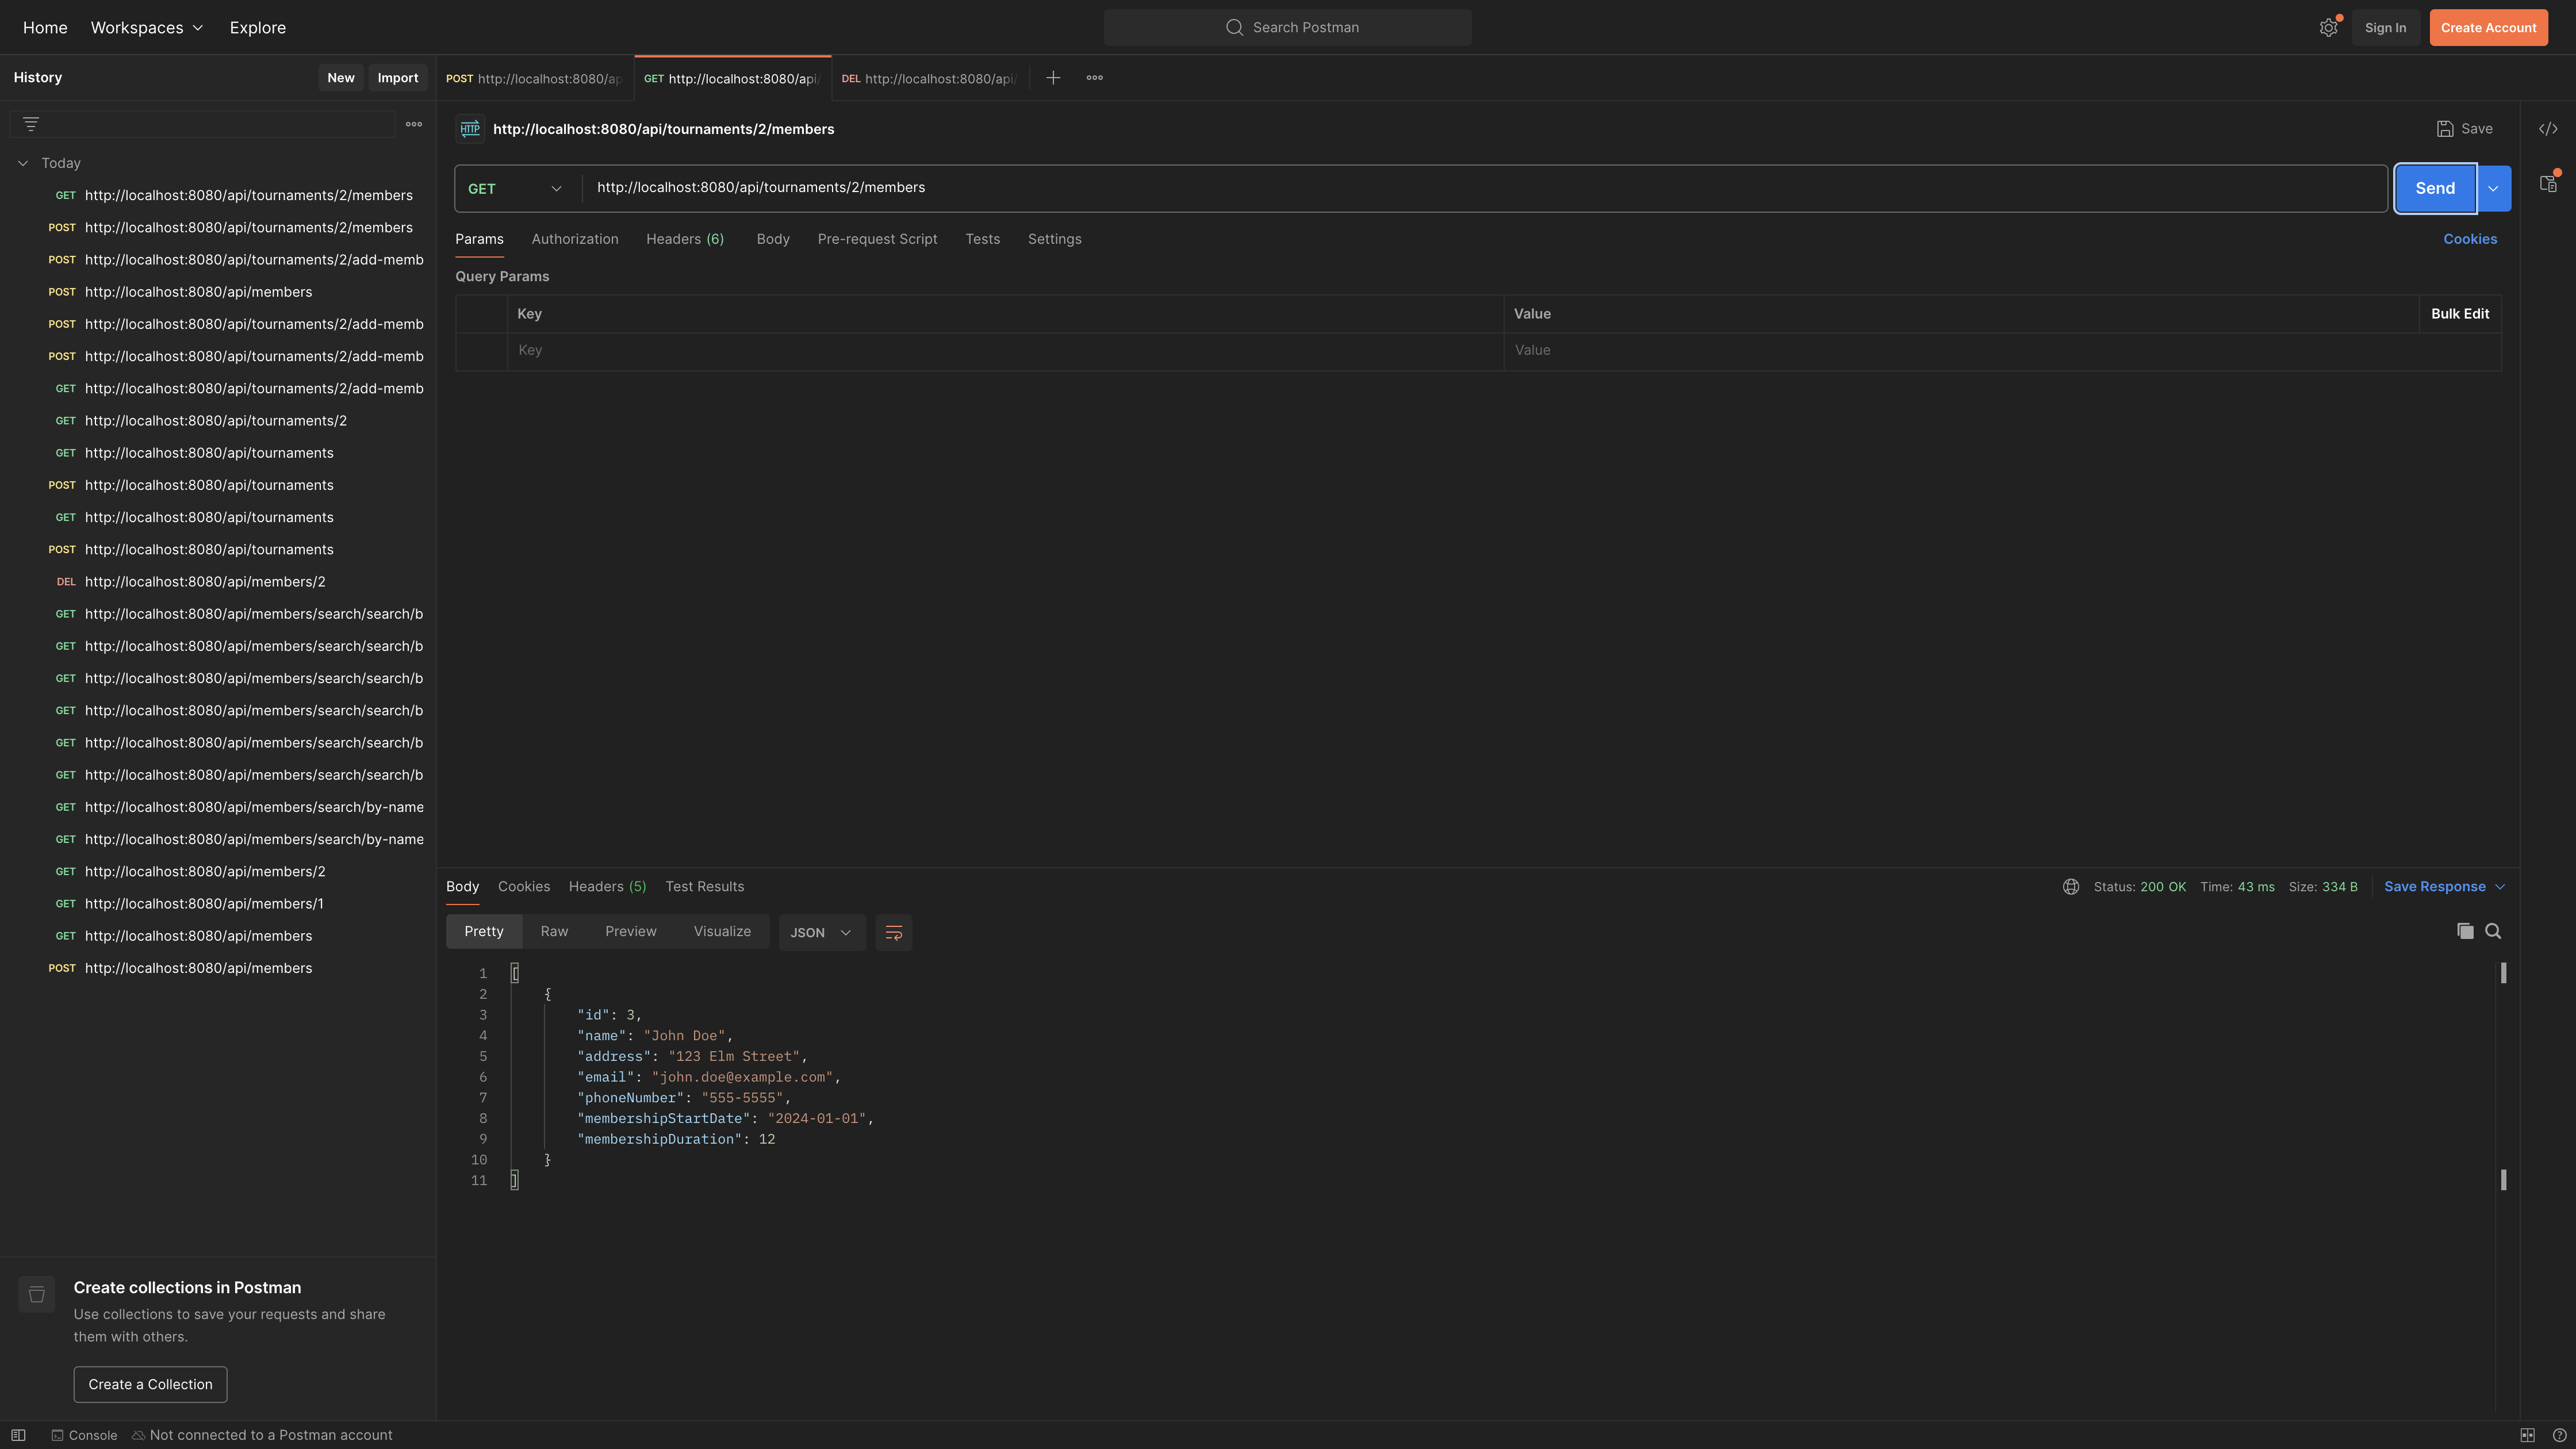 Home Workspaces Explore Search Postman Sign In Create Account
History New Import
POST http://localhost:8080/ap GET http://localhost:8080/api/ DEL http://localhost:8080/api/
HTTP http://localhost:8080/api/tournaments/2/members Save
GET http://localhost:8080/api/tournaments/2/members Send
Params Authorization Headers (6) Body Pre-request Script Tests Settings Cookies
Query Params
Key Value Bulk Edit
Key Value
Today
GET http://localhost:8080/api/tournaments/2/members
POST http://localhost:8080/api/tournaments/2/members
POST http://localhost:8080/api/tournaments/2/add-memb
POST http://localhost:8080/api/members
POST http://localhost:8080/api/tournaments/2/add-memb
POST http://localhost:8080/api/tournaments/2/add-memb
GET http://localhost:8080/api/tournaments/2/add-memb
GET http://localhost:8080/api/tournaments/2
GET http://localhost:8080/api/tournaments
POST http://localhost:8080/api/tournaments
GET http://localhost:8080/api/tournaments
POST http://localhost:8080/api/tournaments
DEL http://localhost:8080/api/members/2
GET http://localhost:8080/api/members/search/search/b
GET http://localhost:8080/api/members/search/search/b
GET http://localhost:8080/api/members/search/search/b
GET http://localhost:8080/api/members/search/search/b
GET http://localhost:8080/api/members/search/search/b
GET http://localhost:8080/api/members/search/search/b
GET http://localhost:8080/api/members/search/by-name
GET http://localhost:8080/api/members/search/by-name
GET http://localhost:8080/api/members/2
GET http://localhost:8080/api/members/1
GET http://localhost:8080/api/members
POST http://localhost:8080/api/members
Body Cookies Headers (5) Test Results Status: 200 OK Time: 43 ms Size: 334 B Save Response
Pretty Raw Preview Visualize JSON
1 [
2 {
3 "id": 3,
4 "name": "John Doe",
5 "address": "123 Elm Street",
6 "email": "john.doe@example.com",
7 "phoneNumber": "555-5555",
8 "membershipStartDate": "2024-01-01",
9 "membershipDuration": 12
10 }
11 ]
Create collections in Postman
Use collections to save your requests and share
them with others.
Create a Collection
Console Not connected to a Postman account